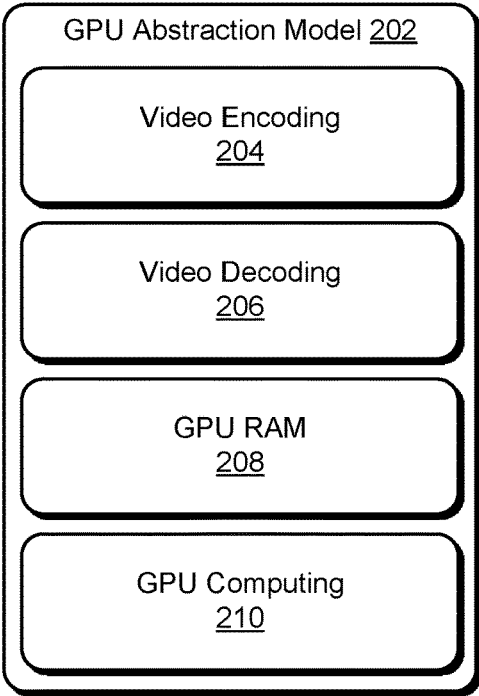 GPU Abstraction Model 202
Video Encoding
204
Video Decoding
206
GPU RAM
208
GPU Computing
210